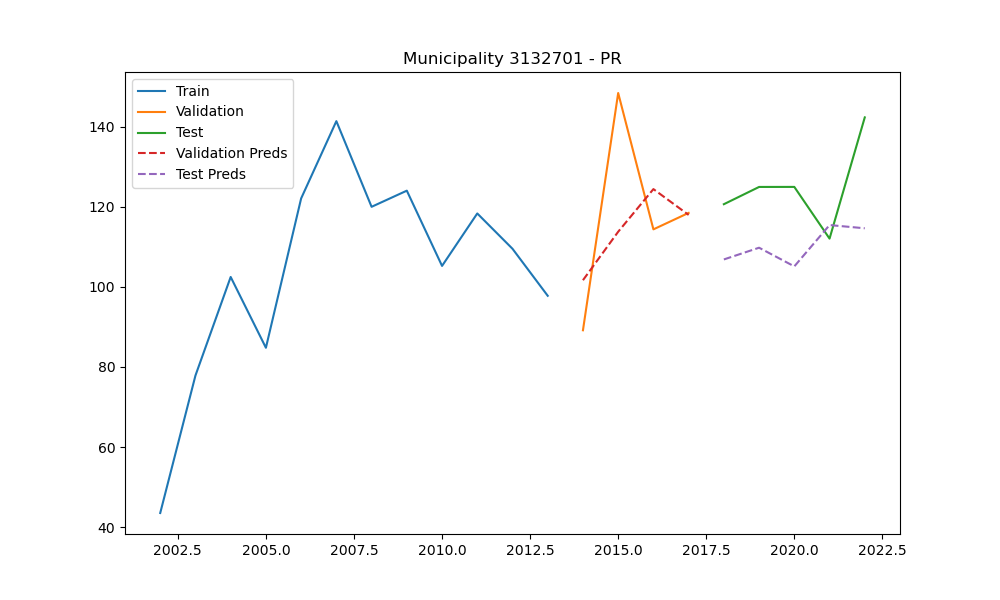 Municipality 3132701 - PR
Train
Validation
Test
Validation Preds
Test Preds
140
120
100
80
60
40
2002.5 2005.0 2007.5 2010.0 2012.5 2015.0 2017.5 2020.0 2022.5